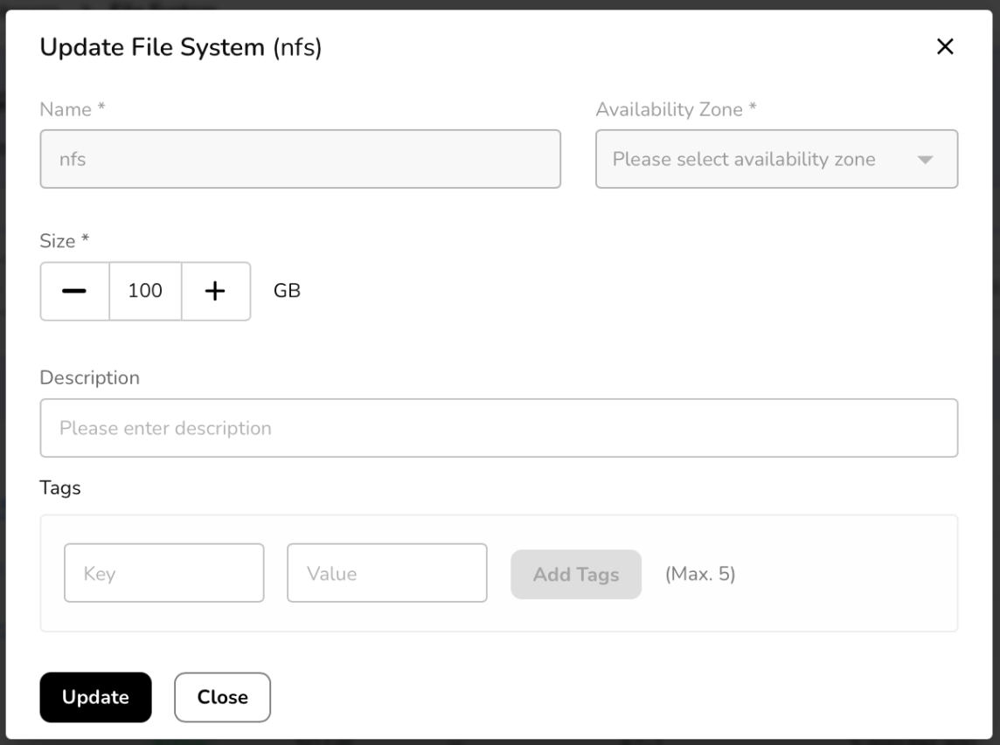 Update File System (nfs)
Name *
Availability Zone *
nfs
Please select availability zone
Size *
100
GB
Description
Please enter description
Tags
Key
Value
Add Tags
(Max. 5)
Update
Close